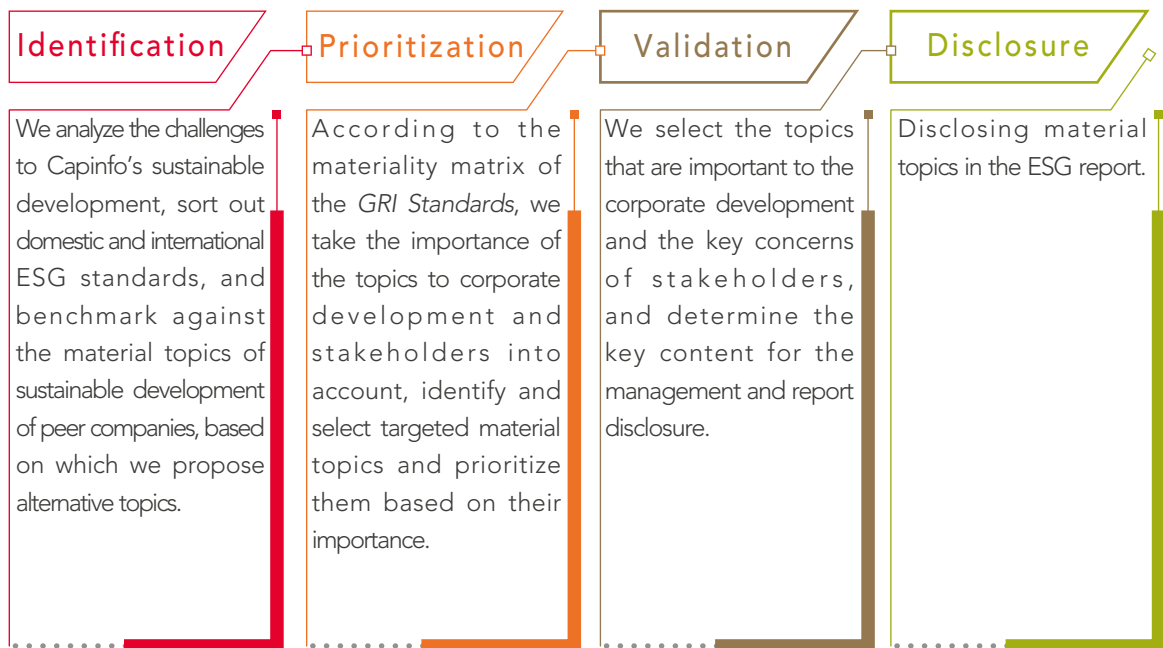 Identification
We analyze the challenges
to Capinfo's sustainable
development, sort out
domestic and international
ESG standards, and
benchmark against
the material topics of
sustainable development
of peer companies, based
on which we propose
alternative topics.
Prioritization
According to the
materiality matrix of
the GRI Standards, we
take the importance of
the topics to corporate
development and
stakeholders into
account, identify and
select targeted material
topics and prioritize
them based on their
importance.
Validation
We select the topics
that are important to the
corporate development
and the key concerns
of stakeholders,
and determine the
key content for the
management and report
disclosure.
Disclosure
Disclosing material
topics in the ESG report.